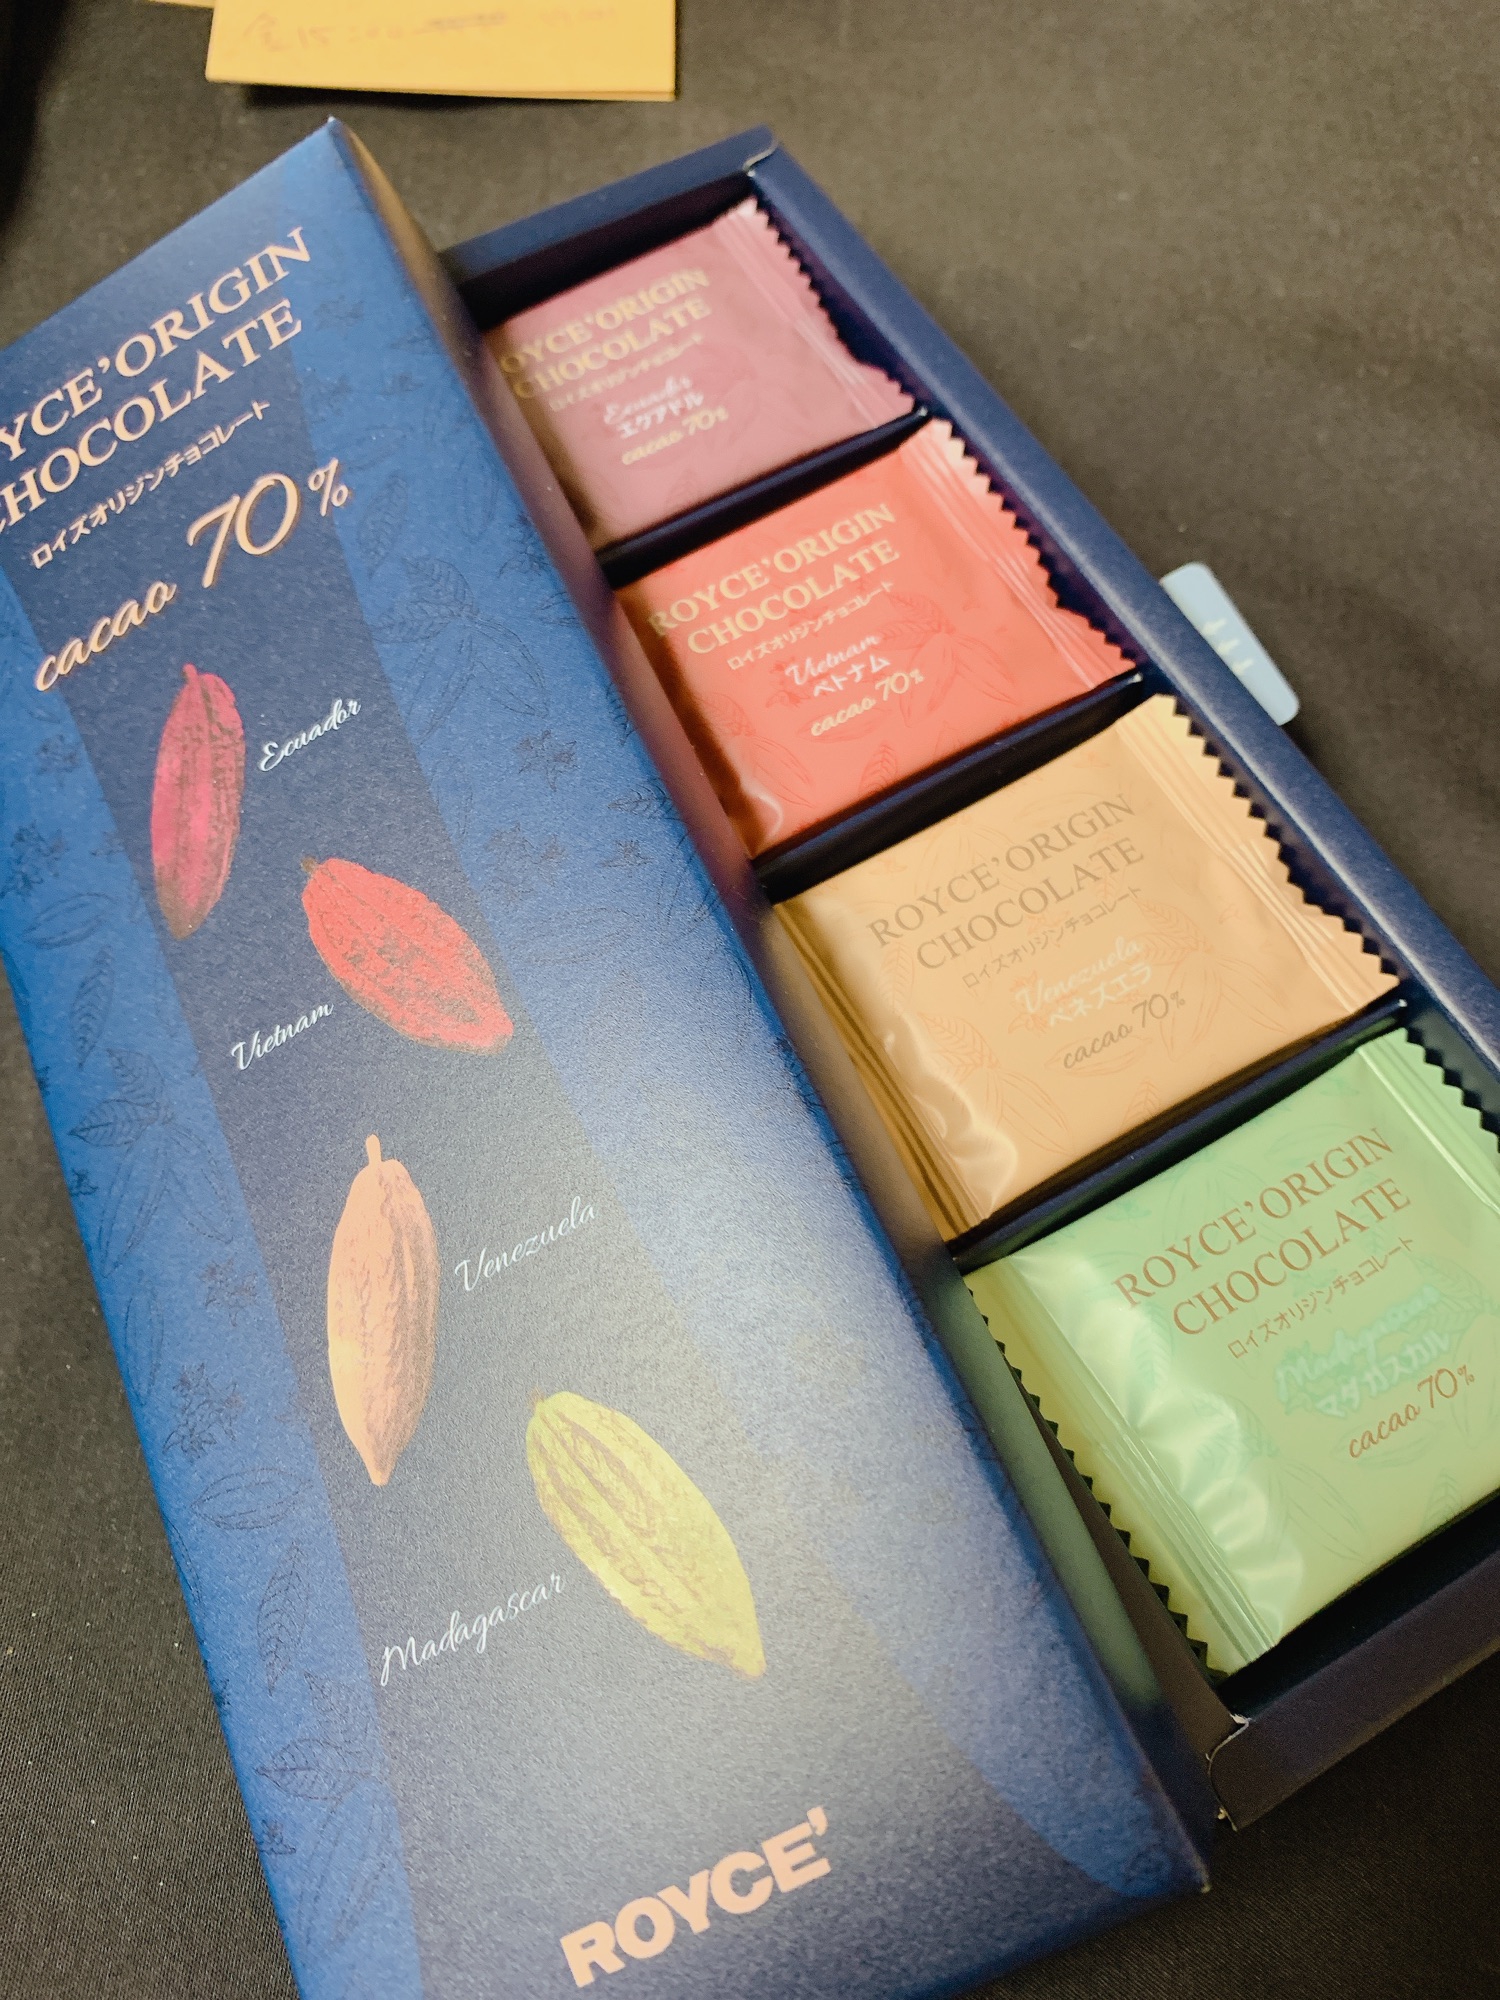 YCE'ORIGIN
CHOCOLATE
ロイズオリジンチョコレート
cacao 70%
Ecuador
Vietnam
Venezuela
Madagascar
ROYCE'
OYCE'ORIGIN
CHOCOLATE
ロイズオリジンチョコレート
Ecuador
エクアドル
cacao 70%
ROYCE'ORIGIN
CHOCOLATE
ロイズオリジンチョコレート
Vietnam
ベトナム
cacao 70%
ROYCE'ORIGIN
CHOCOLATE
ロイズオリジンチョコレート
Venezuela
ベネズエラ
cacao 70%
ROYCE'ORIGIN
CHOCOLATE
ロイズオリジンチョコレート
Madagascar
マダガスカル
cacao 70%